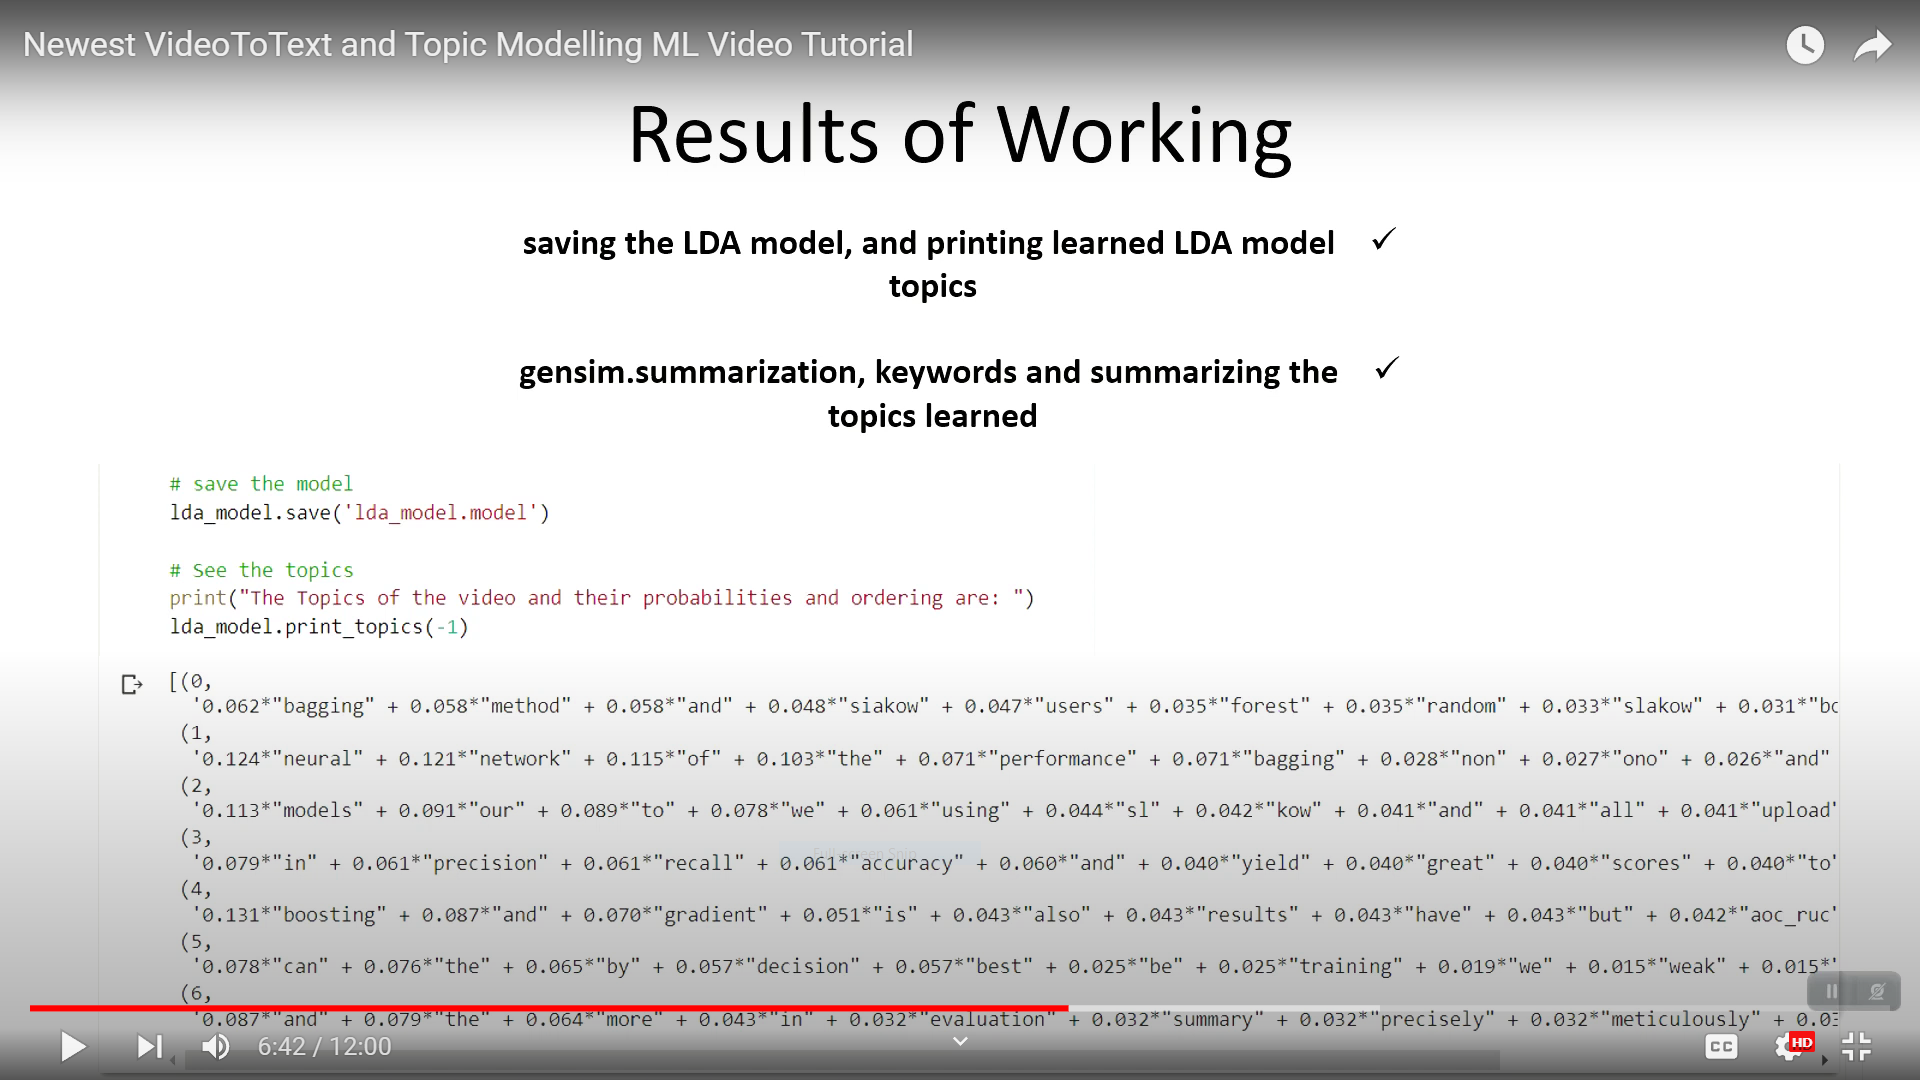 Newest VideoToText and Topic Modelling ML Video Tutorial
Results of Working
saving the LDA model, and printing learned LDA model ✓
topics
gensim.summarization, keywords and summarizing the ✓
topics learned
# save the model
lda_model.save('lda_model.model')
# See the topics
print("The Topics of the video and their probabilities and ordering are: ")
lda_model.print_topics(-1)
[(0,
'0.062*"bagging" + 0.058*"method" + 0.058*"and" + 0.048*"siakow" + 0.047*"users" + 0.035*"forest" + 0.035*"random" + 0.033*"slakow" + 0.031*"bo
(1,
'0.124*"neural" + 0.121*"network" + 0.115*"of" + 0.103*"the" + 0.071*"performance" + 0.071*"bagging" + 0.028*"non" + 0.027*"ono" + 0.026*"and"
(2,
'0.113*"models" + 0.091*"our" + 0.089*"to" + 0.078*"we" + 0.061*"using" + 0.044*"sl" + 0.042*"kow" + 0.041*"and" + 0.041*"all" + 0.041*"upload"
(3,
'0.079*"in" + 0.061*"precision" + 0.061*"recall" + 0.061*"accuracy" + 0.060*"and" + 0.040*"yield" + 0.040*"great" + 0.040*"scores" + 0.040*"to"
Full-screen Snip
(4,
'0.131*"boosting" + 0.087*"and" + 0.070*"gradient" + 0.051*"is" + 0.043*"also" + 0.043*"results" + 0.043*"have" + 0.043*"but" + 0.042*"aoc_ruc"
(5,
'0.078*"can" + 0.076*"the" + 0.065*"by" + 0.057*"decision" + 0.057*"best" + 0.025*"be" + 0.025*"training" + 0.019*"we" + 0.015*"weak" + 0.015*"
(6,
'0.087*"and" + 0.079*"the" + 0.064*"more" + 0.043*"in" + 0.032*"evaluation" + 0.032*"summary" + 0.032*"precisely" + 0.032*"meticulously" + 0.03
6:42 / 12:00
CC
HD